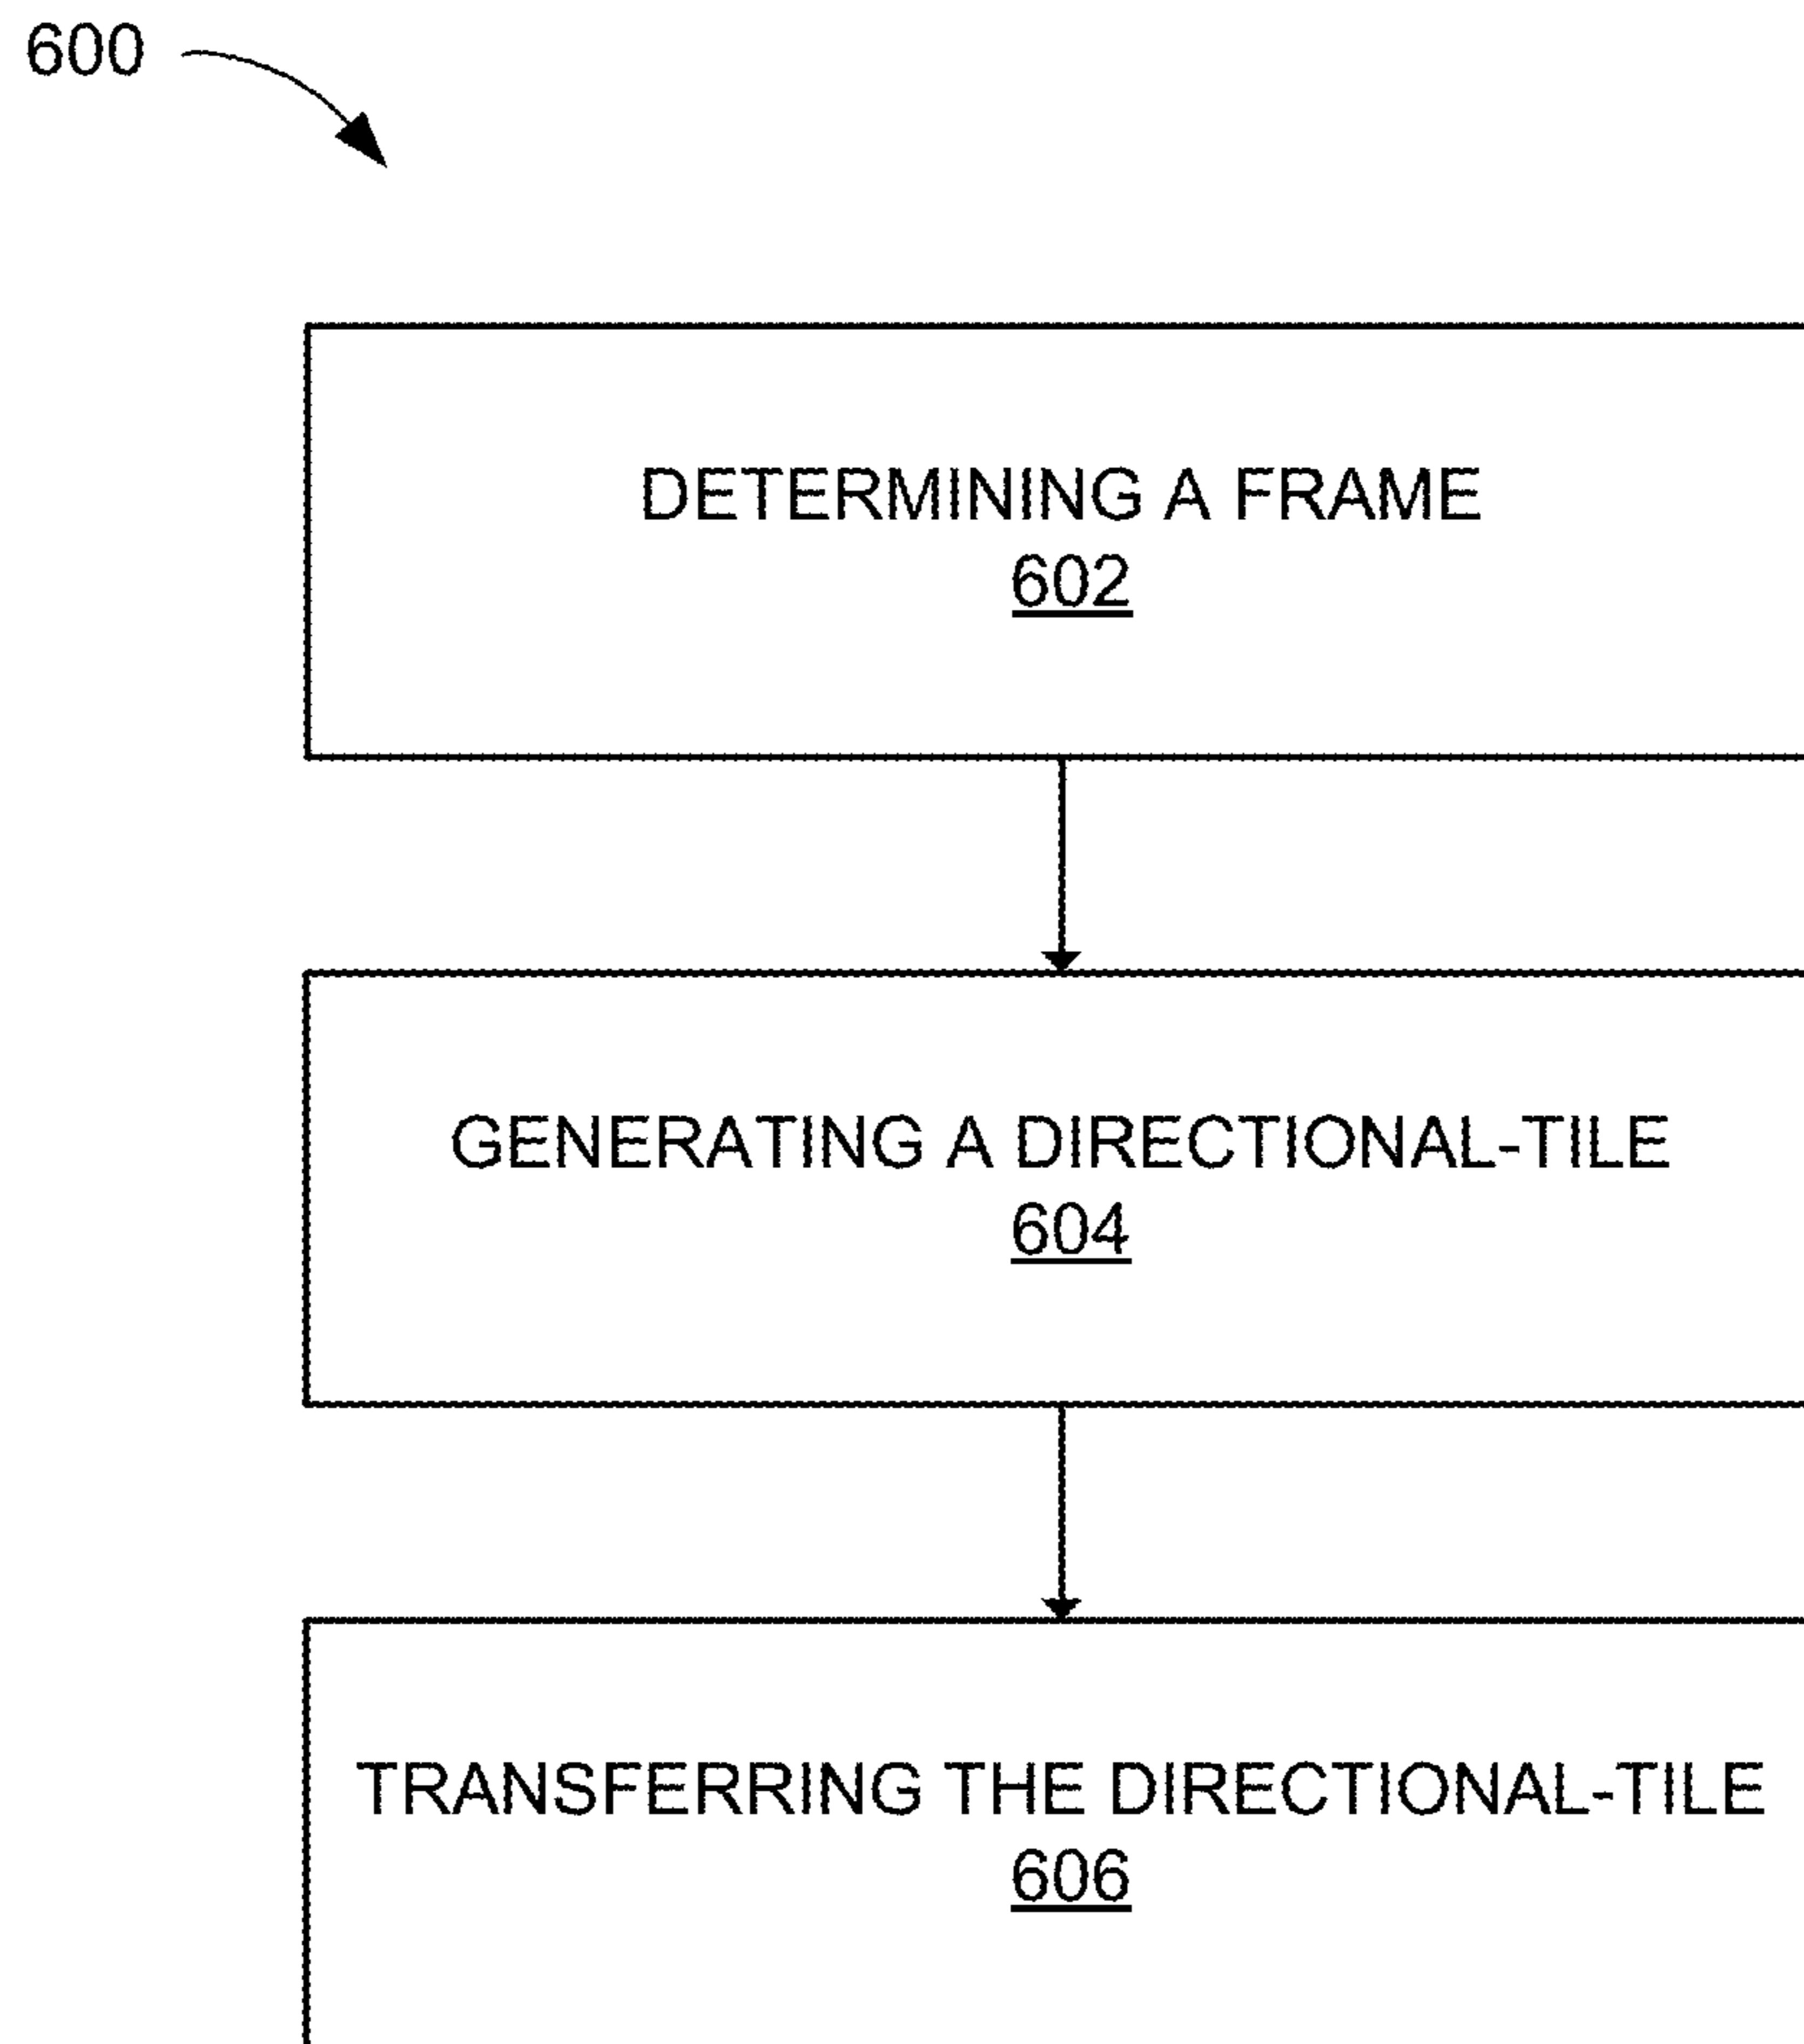 600
DETERMINING A FRAME
602
GENERATING A DIRECTIONAL-TILE
604
TRANSFERRING THE DIRECTIONAL-TILE
606